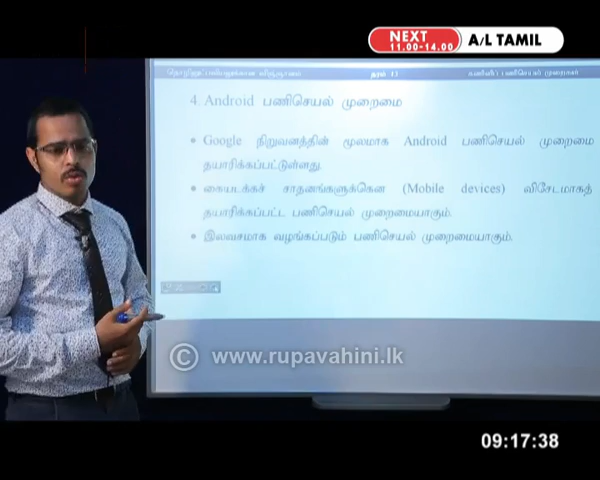 NEXT
11.00-14.00
A/L TAMIL
தரம் 13
4. Android பணிசெயல் முறைமை
• Google நிறுவனத்தின் மூலமாக Android பணிசெயல் முறைமை
தயாரிக்கப்பட்டுள்ளது.
• கையடக்கச் சாதனங்களுக்கென (Mobile devices) விசேடமாகத்
தயாரிக்கப்பட்ட பணிசெயல் முறைமையாகும்.
• இலவசமாக வழங்கப்படும் பணிசெயல் முறைமையாகும்.
© www.rupavahini.lk
09:17:38